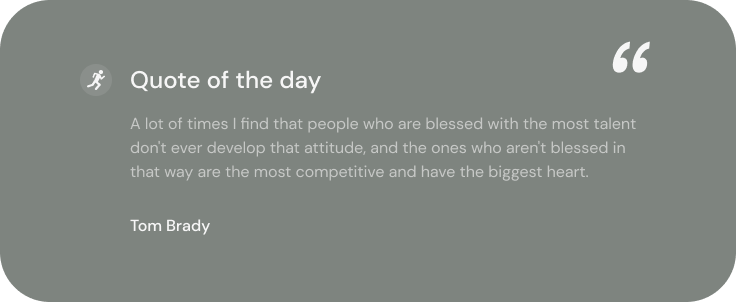 Quote of the day
A lot of times I find that people who are blessed with the most talent
don't ever develop that attitude, and the ones who aren't blessed in
that way are the most competitive and have the biggest heart.
Tom Brady